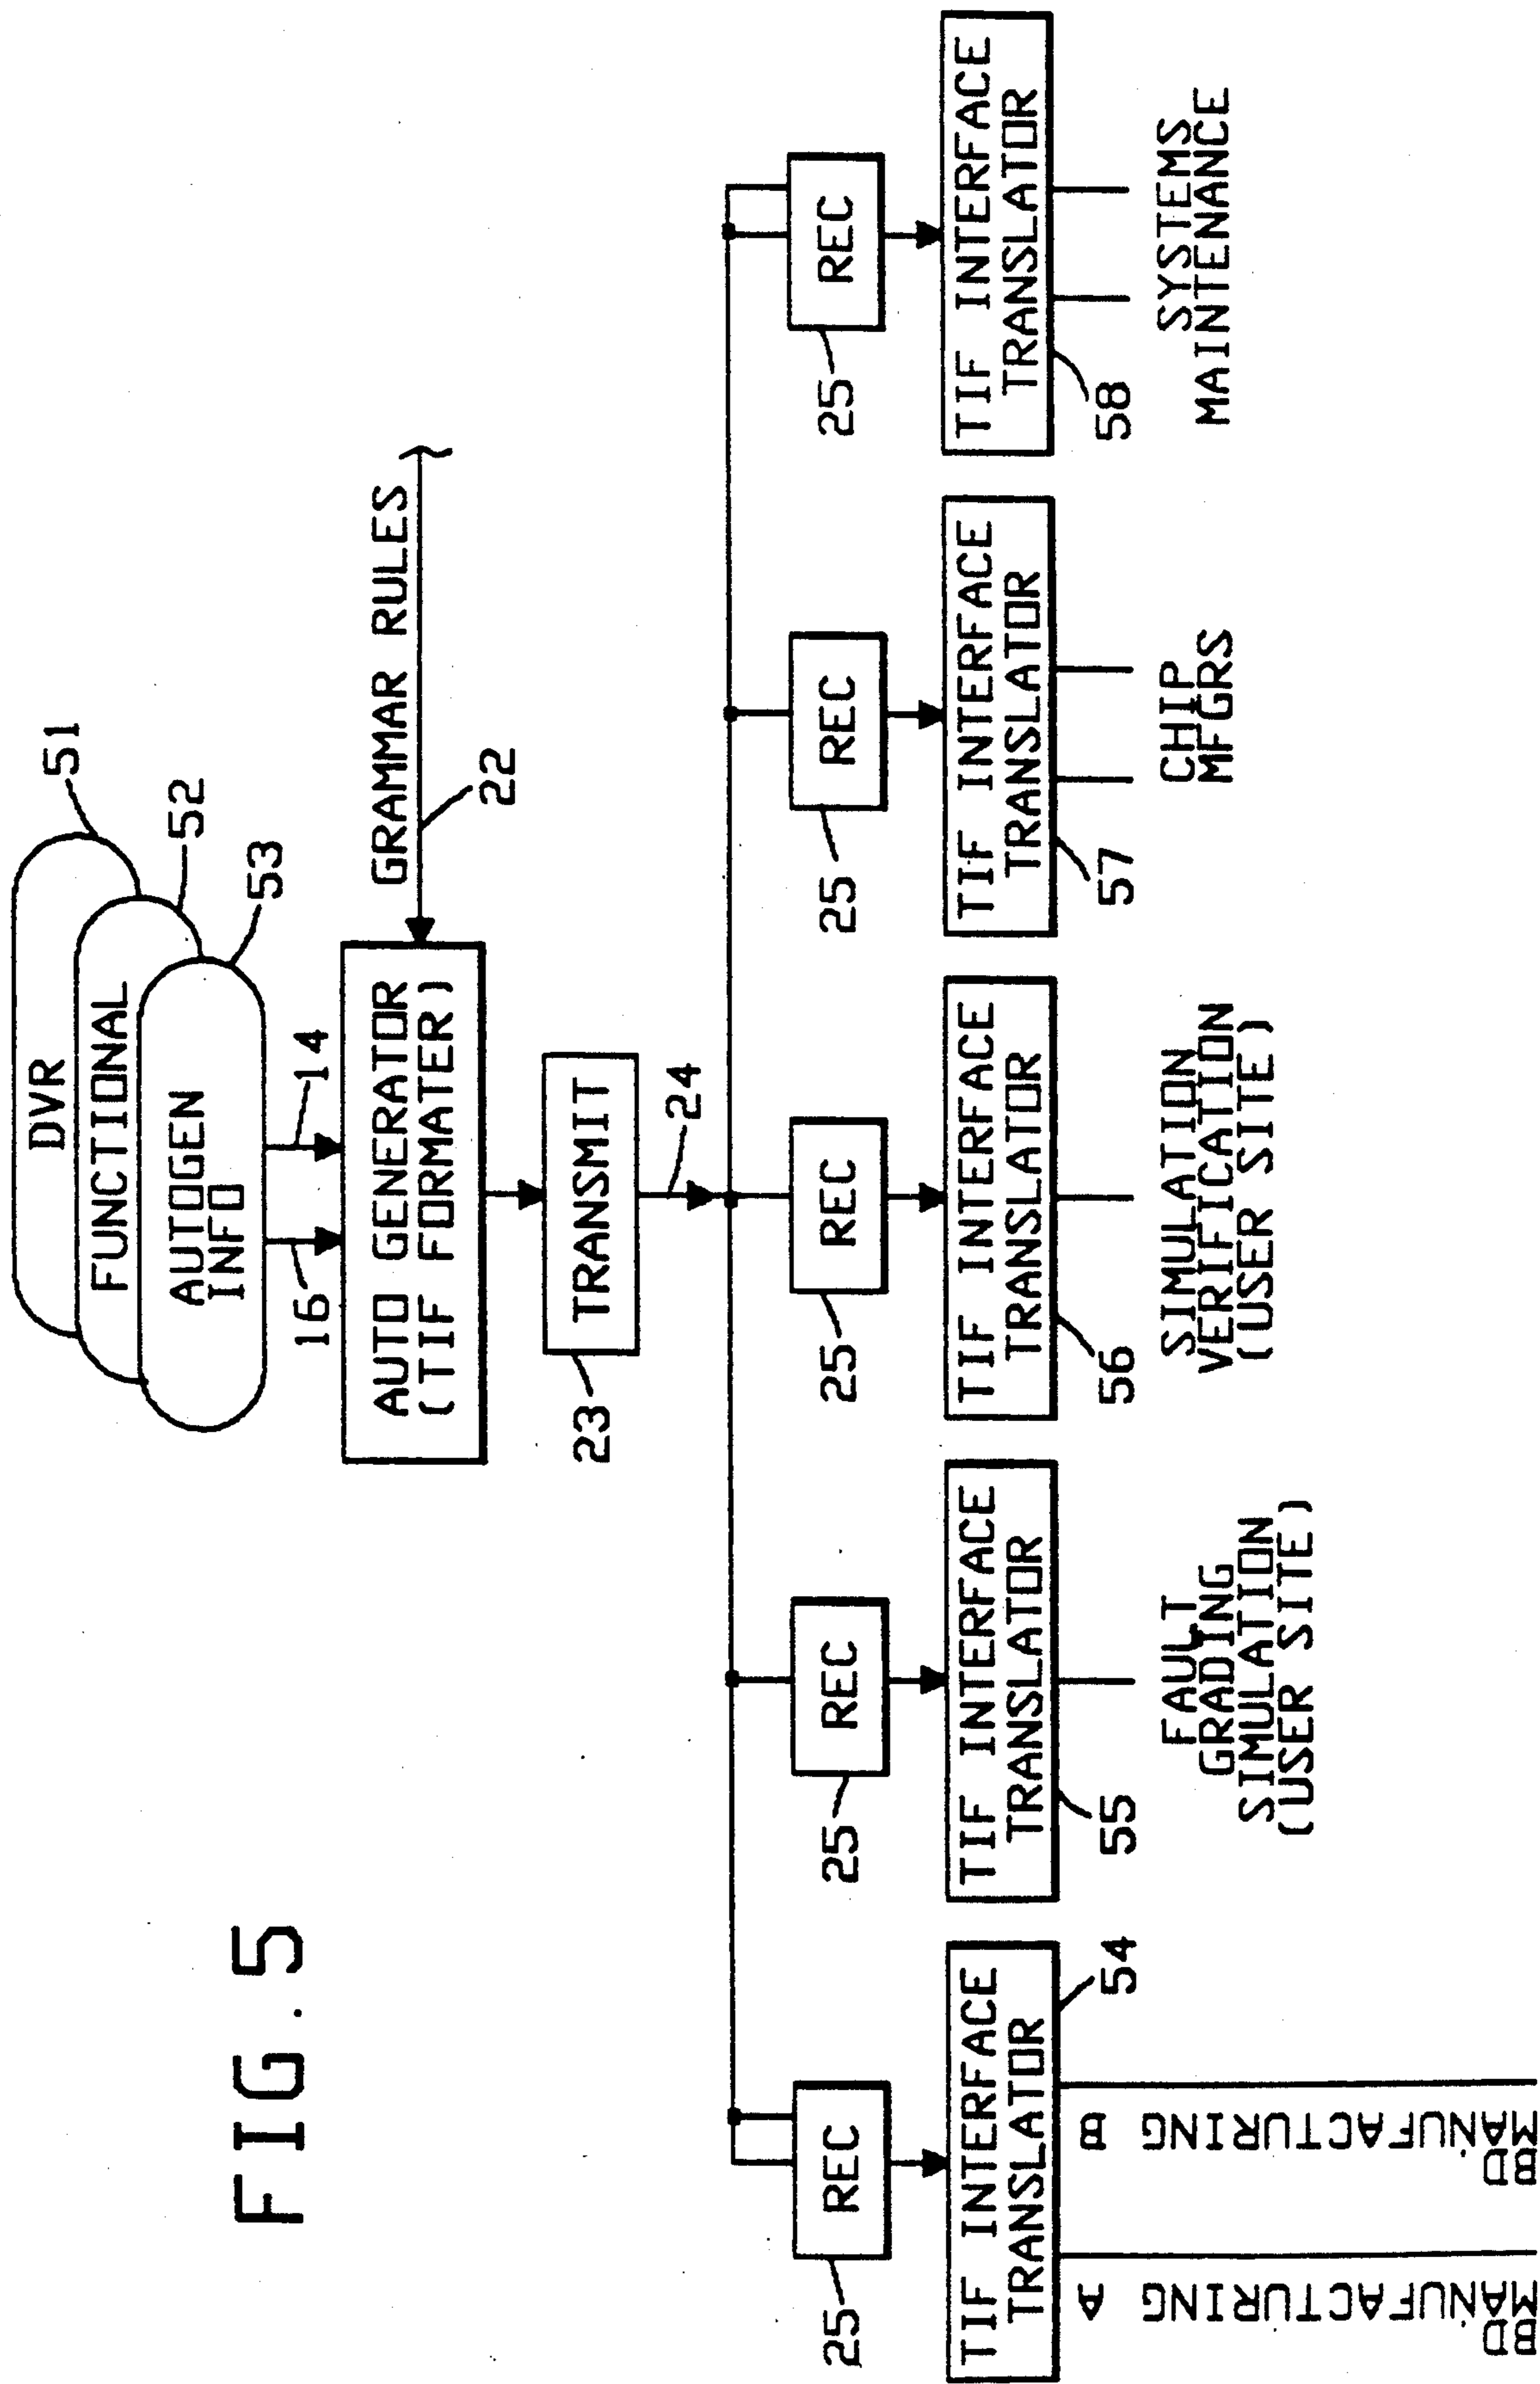 FIG.5
DVR
51
FUNCTIONAL
52
AUTOGEN
INFO
53
16
14
AUTO GENERATOR
(TIF FORMATER)
GRAMMAR RULES
22
TRANSMIT
23
24
REC
25
REC
25
REC
25
REC
25
REC
25
TIF INTERFACE
TRANSLATOR
54
TIF INTERFACE
TRANSLATOR
55
TIF INTERFACE
TRANSLATOR
56
TIF INTERFACE
TRANSLATOR
57
TIF INTERFACE
TRANSLATOR
58
BD
MANUFACTURING A
BD.
MANUFACTURING B
FAULT
GRADING
SIMULATION
(USER SITE)
SIMULATION
VERIFICATION
(USER SITE)
CHIP
MFGRS
SYSTEMS
MAINTENANCE